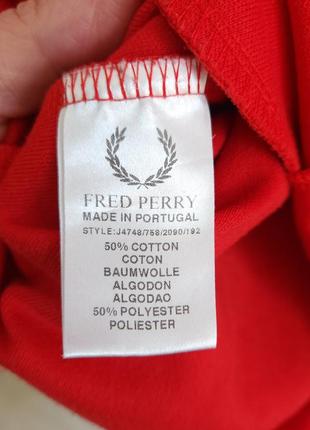 FRED PERRY
MADE IN PORTUGAL
STYLE:J4748/758/2090/192
50% COTTON
COTON
BAUMWOLLE
ALGODON
ALGODAO
50% POLYESTER
POLIESTER